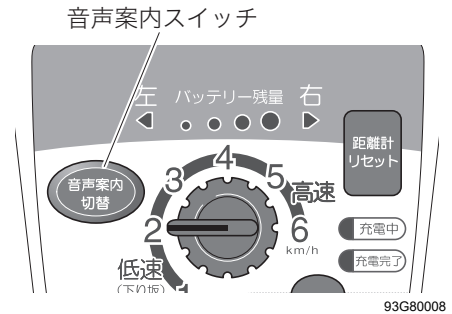 音声案内スイッチ
左 バッテリー残量 右
距離計
リセット
音声案内
切替
1
2
3
4
5
6
km/h
高速
低速
(下り坂)
充電中
充電完了
93G80008